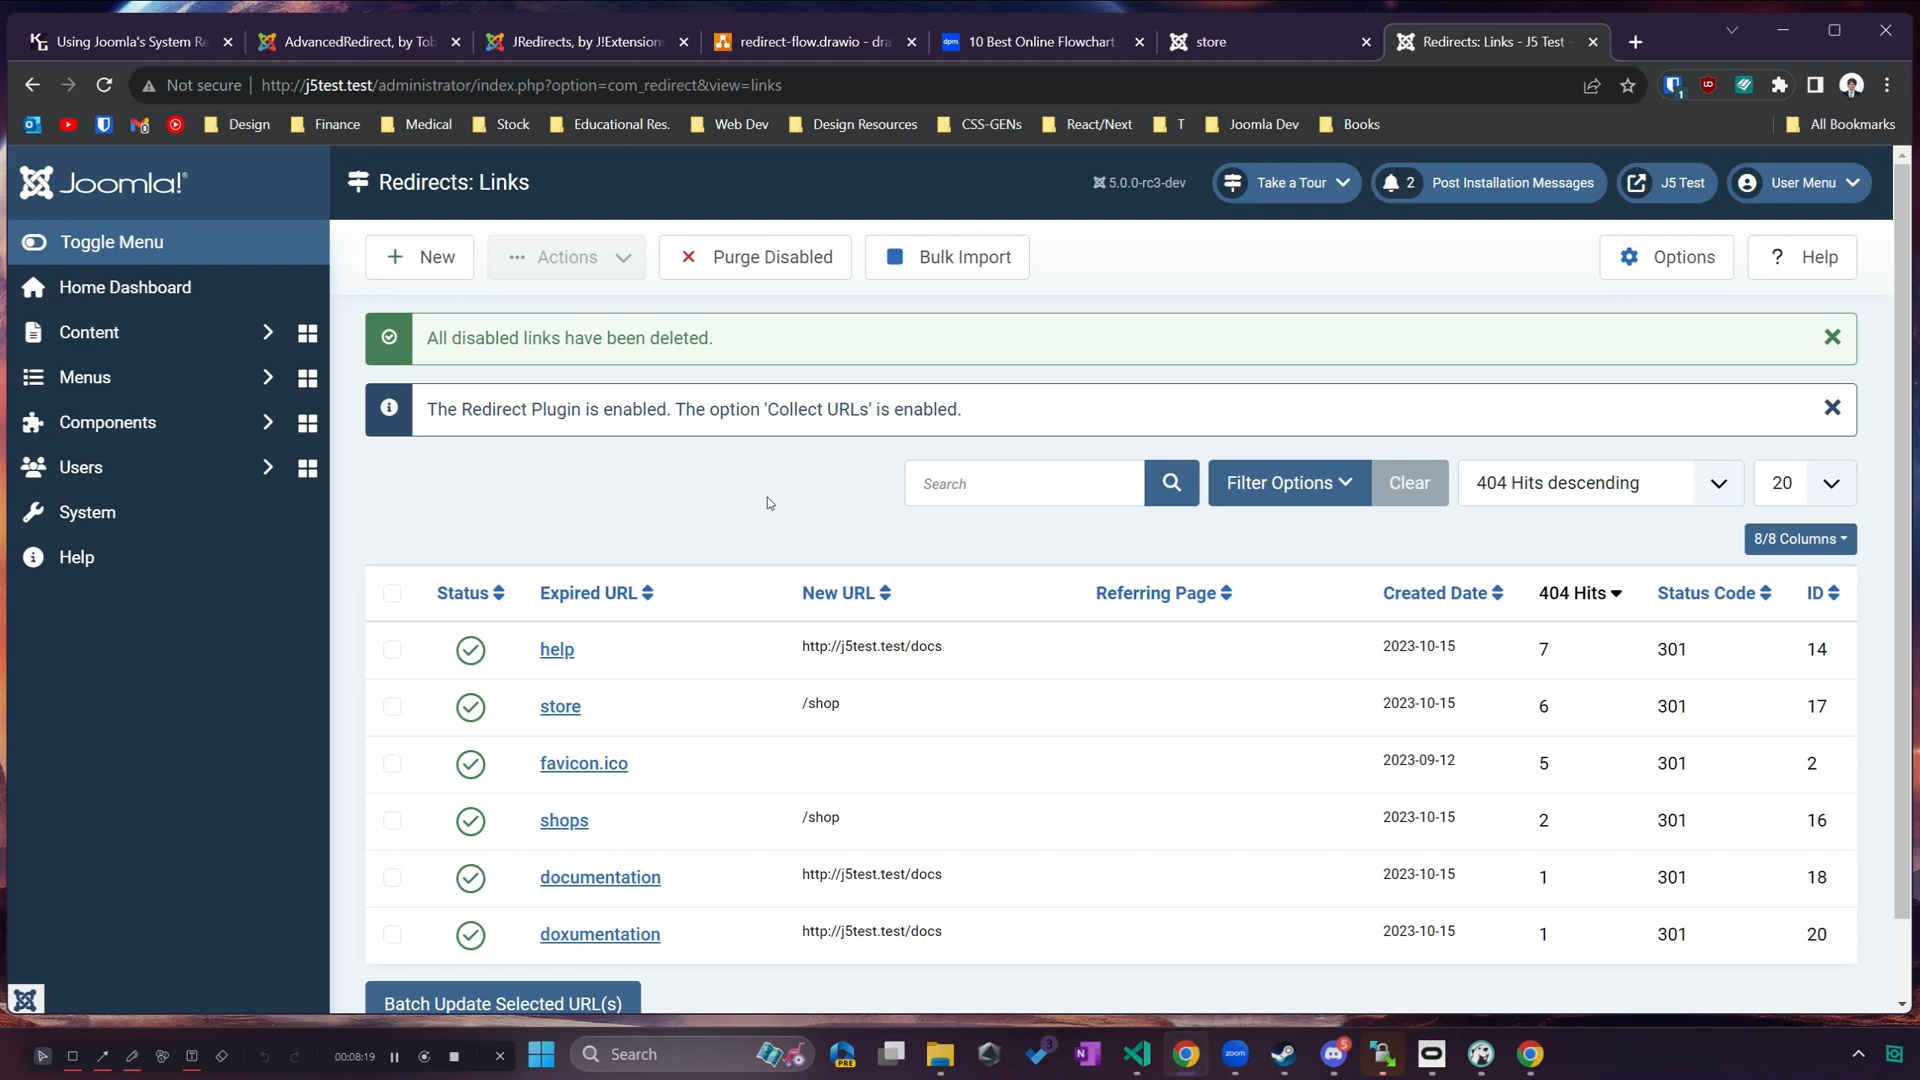 Using Joomla's System Re
AdvancedRedirect, by Tob
JRedirects, by J!Extensions
redirect-flow.drawio - dra
10 Best Online Flowchart
store
Redirects: Links - J5 Test -
Not secure
http://j5test.test/administrator/index.php?option=com_redirect&view=links
Design
Finance
Medical
Stock
Educational Res.
Web Dev
Design Resources
CSS-GENs
React/Next
T
Joomla Dev
Books
All Bookmarks
Joomla!
Redirects: Links
5.0.0-rc3-dev
Take a Tour
2 Post Installation Messages
J5 Test
User Menu
Toggle Menu
Home Dashboard
Content
Menus
Components
Users
System
Help
New
Actions
Purge Disabled
Bulk Import
Options
? Help
All disabled links have been deleted.
The Redirect Plugin is enabled. The option 'Collect URLs' is enabled.
Search
Filter Options
Clear
404 Hits descending
20
8/8 Columns
Status Expired URL New URL Referring Page Created Date 404 Hits Status Code ID
help http://j5test.test/docs 2023-10-15 7 301 14
store /shop 2023-10-15 6 301 17
favicon.ico 2023-09-12 5 301 2
shops /shop 2023-10-15 2 301 16
documentation http://j5test.test/docs 2023-10-15 1 301 18
doxumentation http://j5test.test/docs 2023-10-15 1 301 20
Batch Update Selected URL(s)
00:08:19
Search
PRE
3
zoom
5